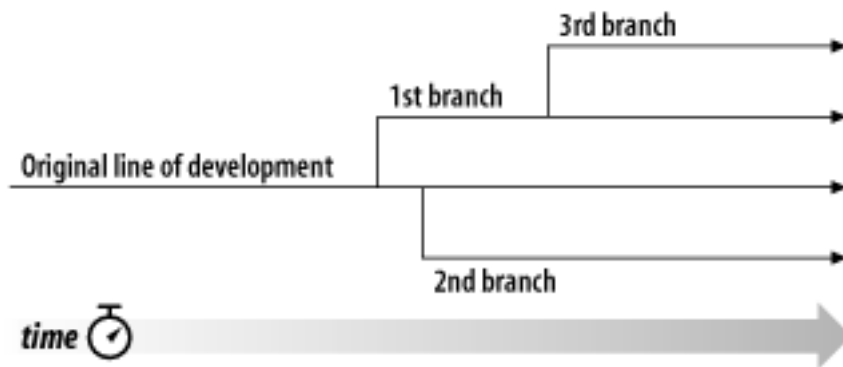 3rd branch
1st branch
Original line of development
2nd branch
time